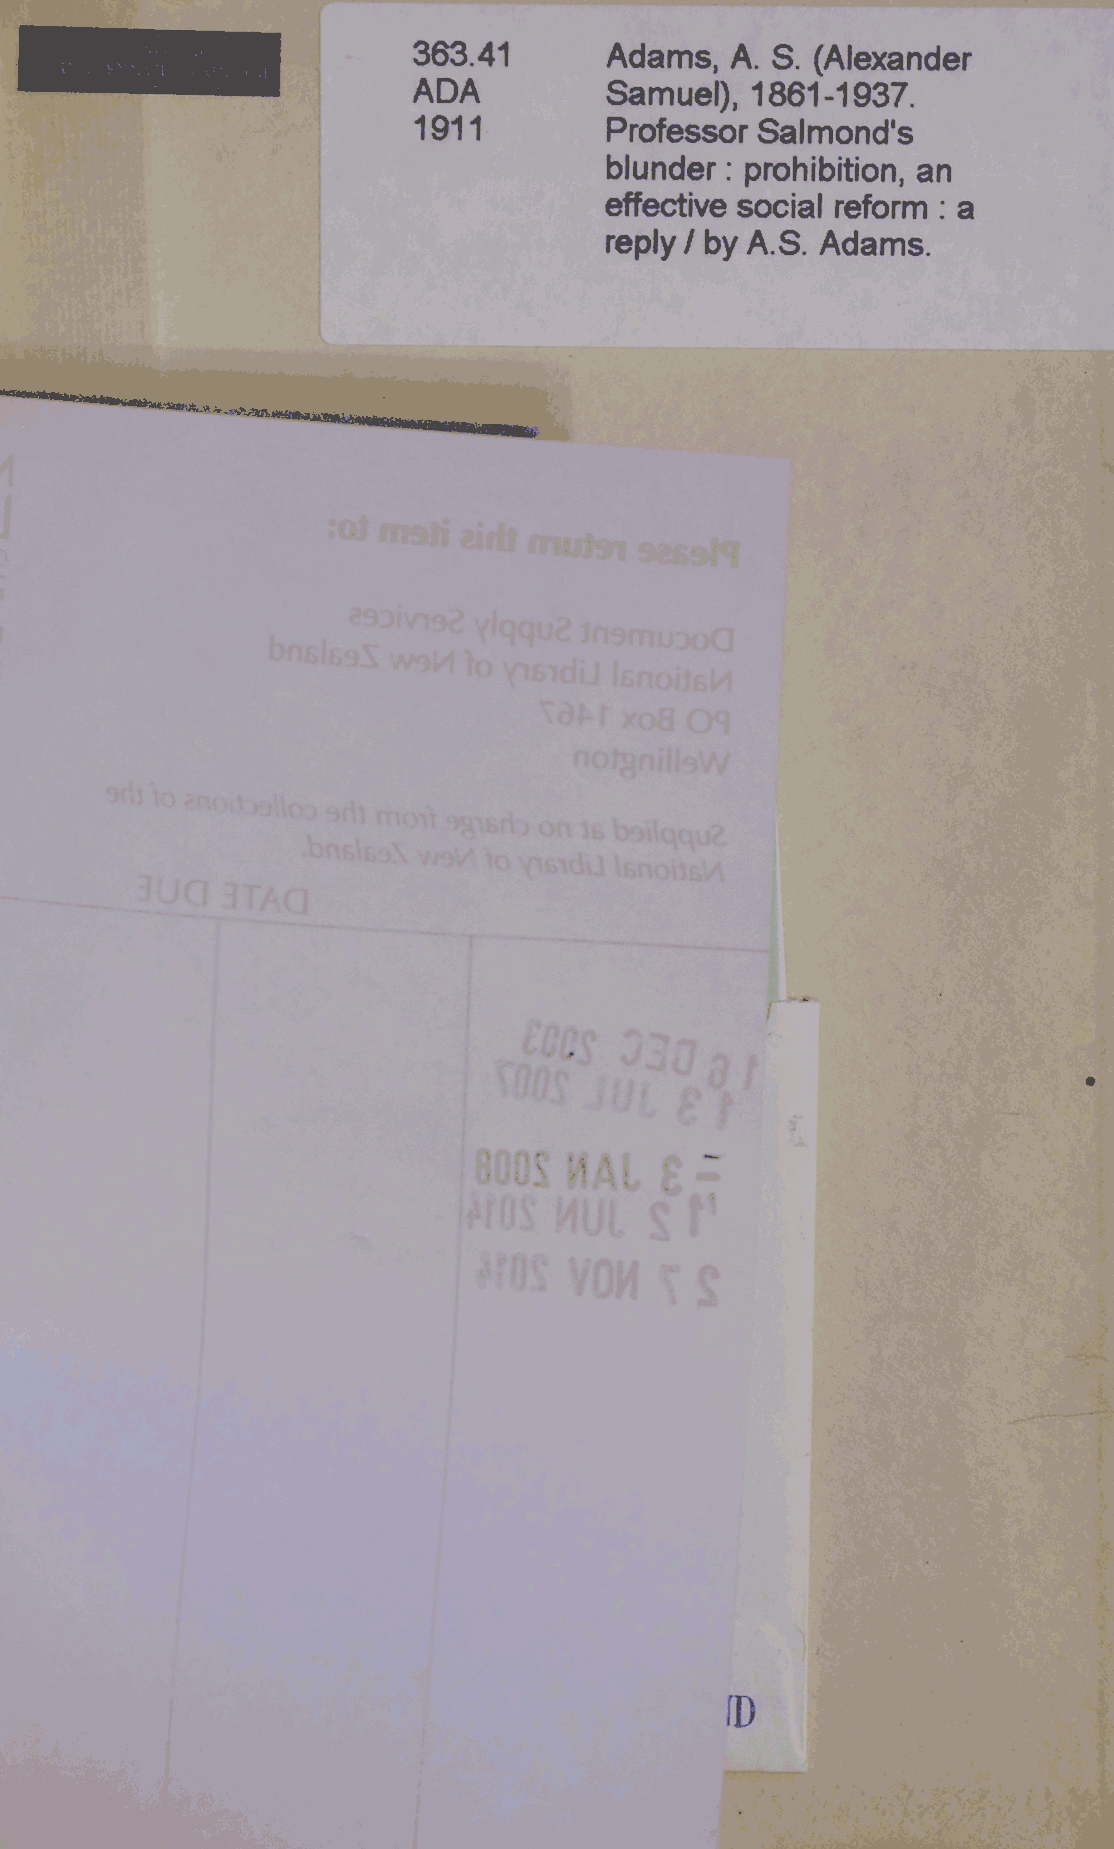 363.41
ADA
1911
Adams, A. S. (Alexander
Samuel), 1861-1937.
Professor Salmond's
blunder : prohibition, an
effective social reform : a
reply / by A.S. Adams.
Please return this item to:
Document Supply Services
National Library of New Zealand
PO Box 1467
Wellington
Supplied at no charge from the collections of the
National Library of New Zealand.
DATE DUE
16 DEC 2003
13 JUL 2007
= 3 JAN 2008
12 JUN 2014
27 NOV 2014
D